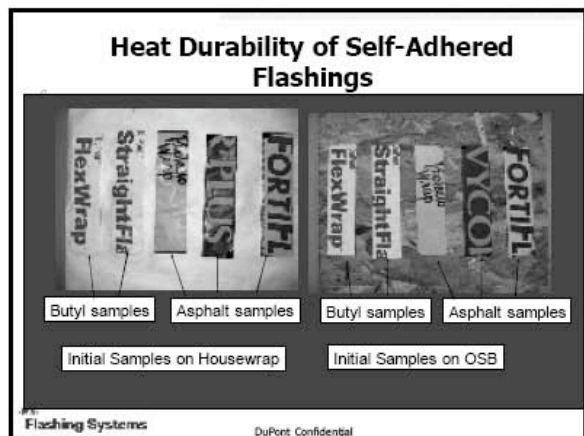 Heat Durability of Self-Adhered
Flashings
FlexWrap
StraightFla
PLUS
FORTIFL
FlexWrap
StraightFla
VYCO
FORTIFL
Butyl samples
Asphalt samples
Butyl samples
Asphalt samples
Initial Samples on Housewrap
Initial Samples on OSB
Flashing Systems
DuPont Confidential